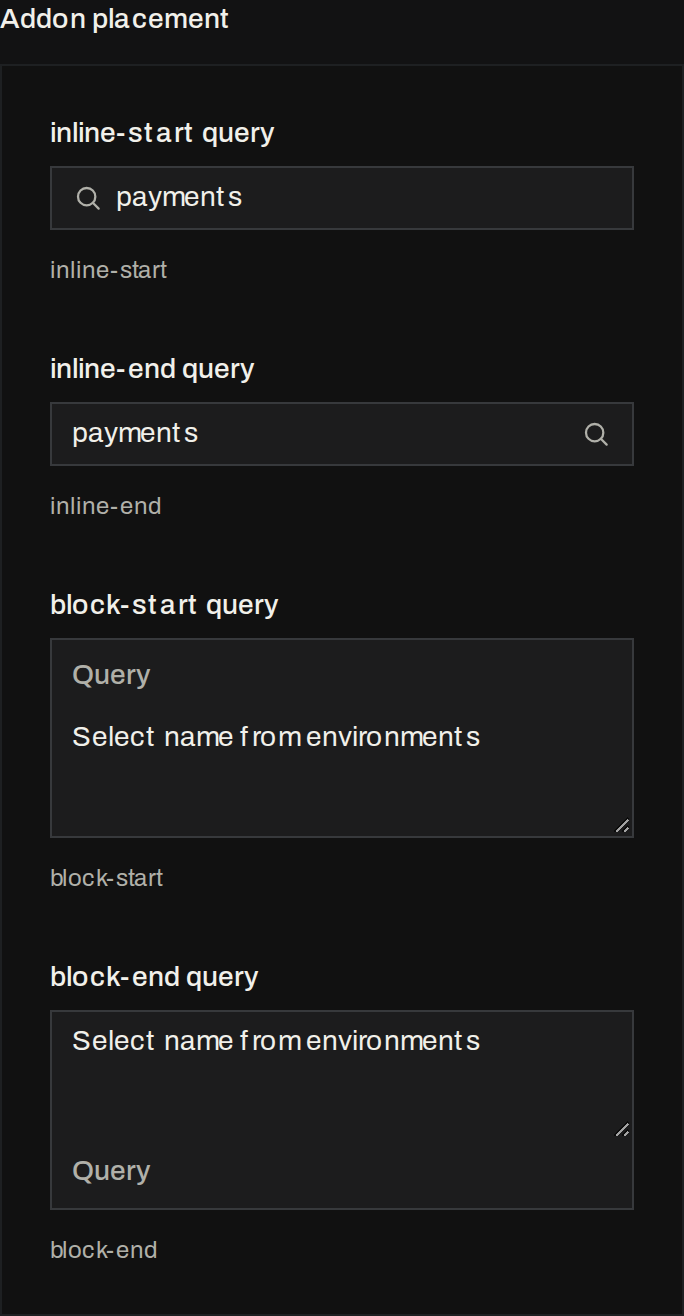 Addon placement
inline-start query
payments
inline-start
inline-end query
payments
inline-end
block-start query
Query
Select name from environments
block-start
block-end query
Select name from environments
Query
block-end